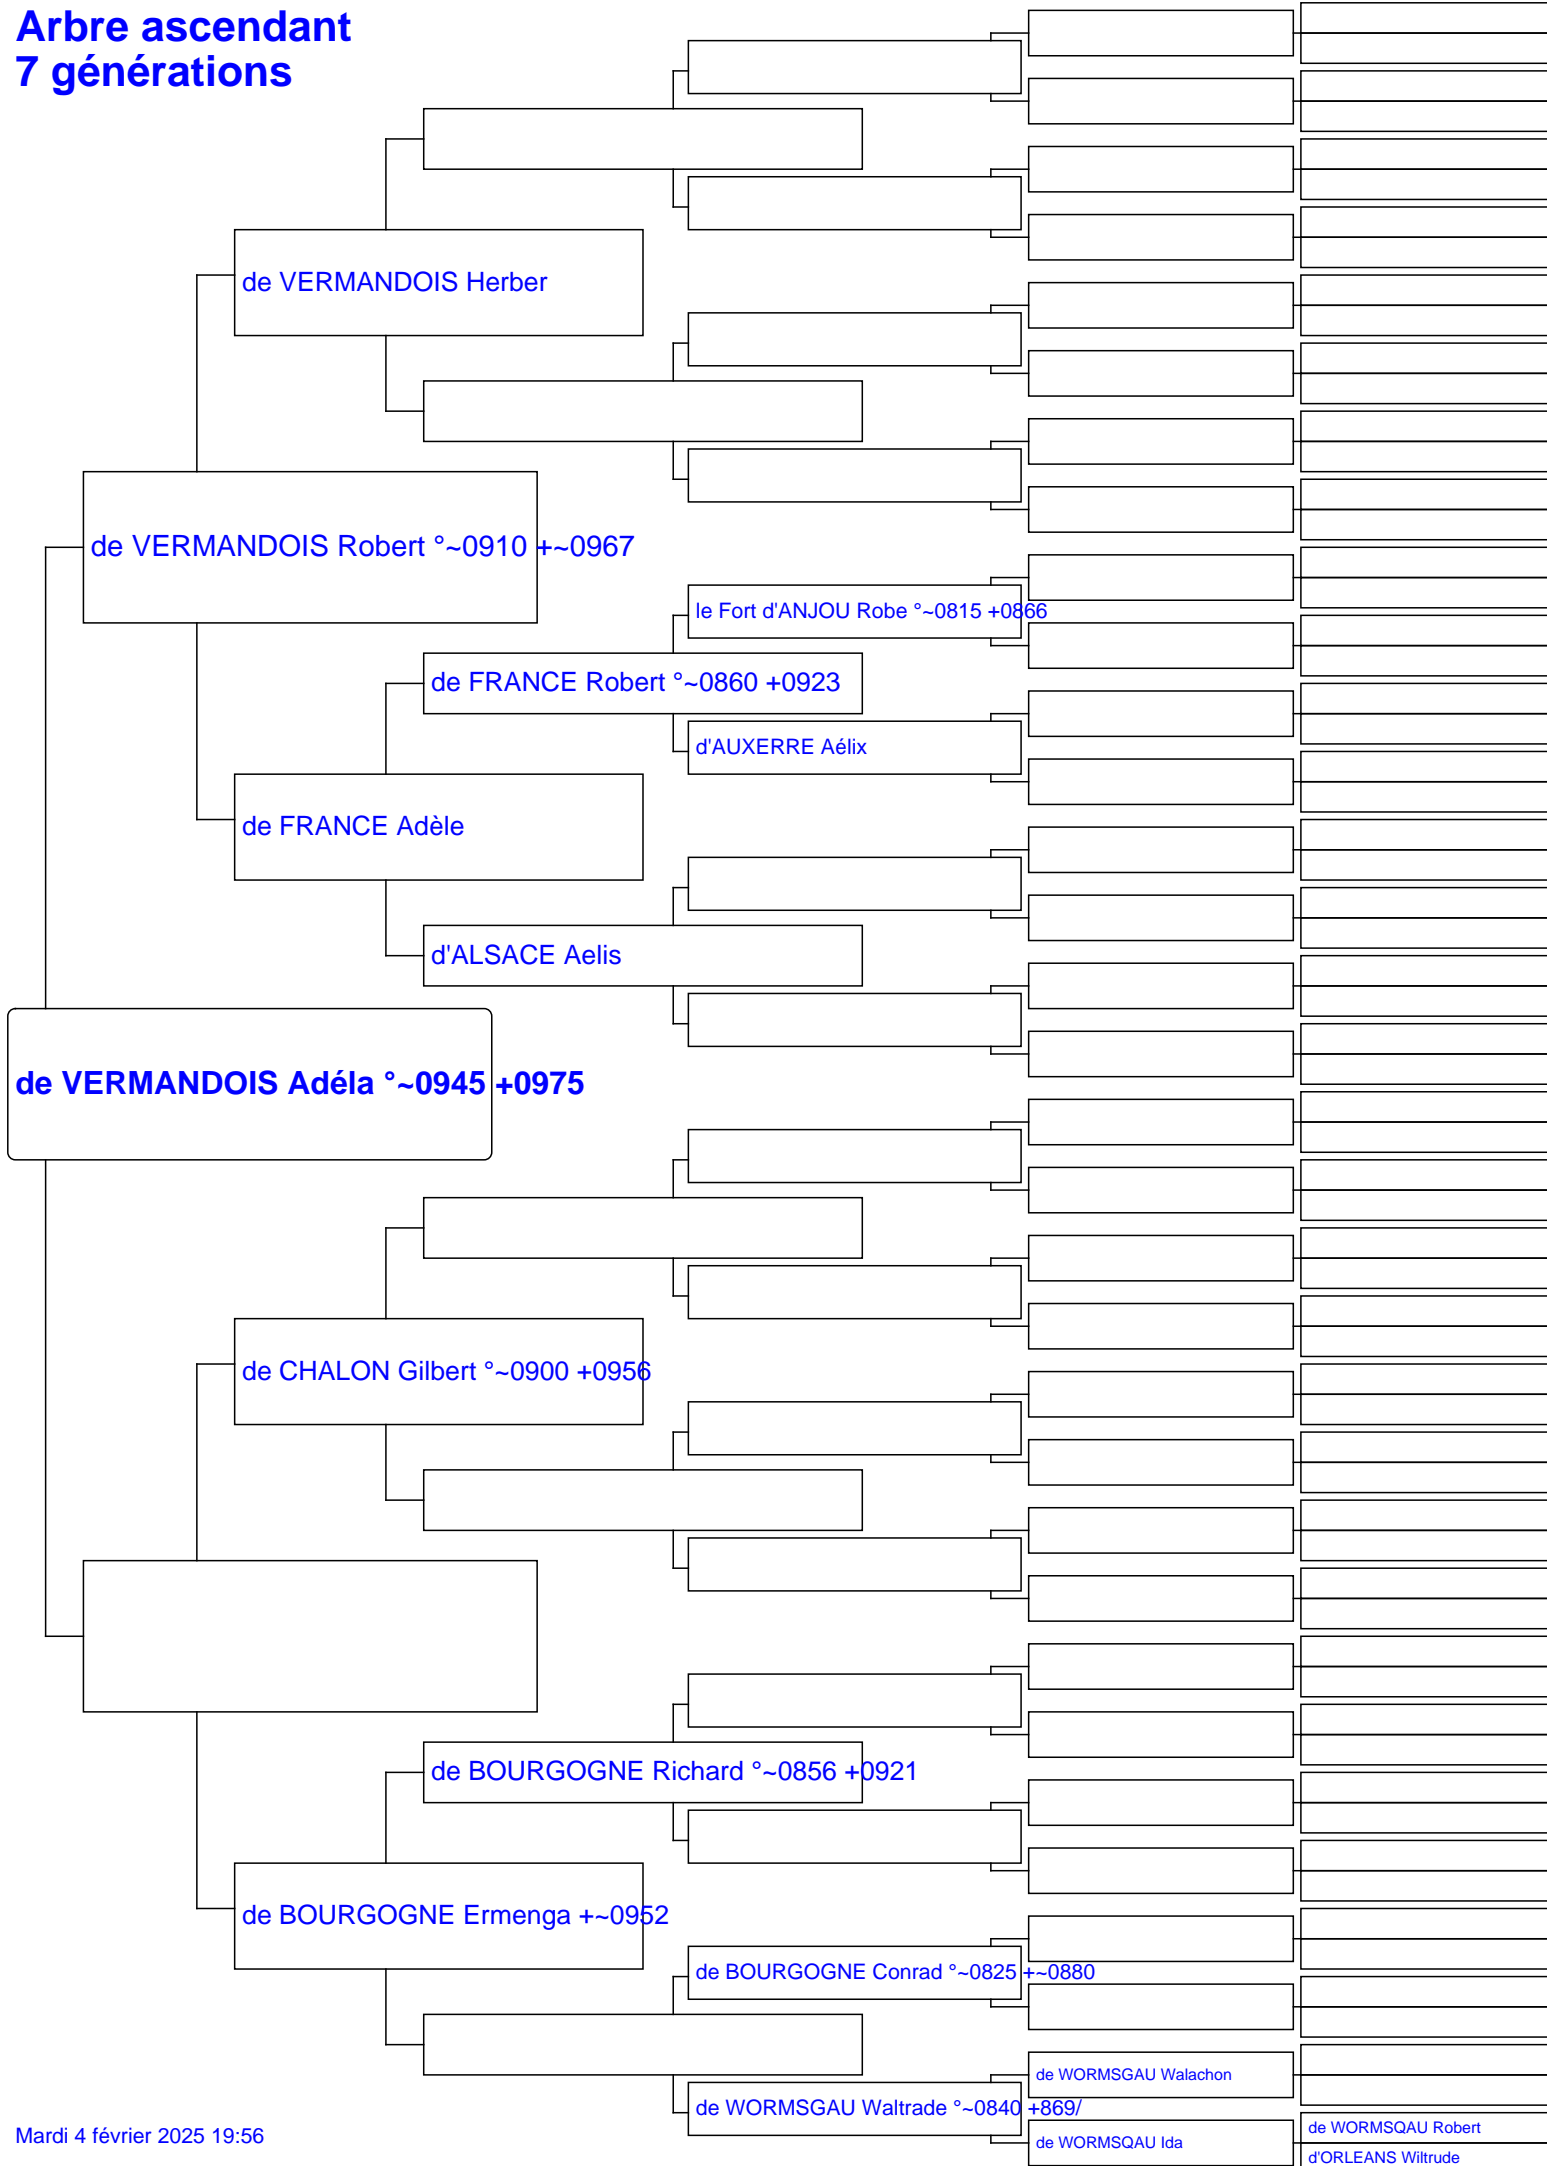 Arbre ascendant
7 générations
de VERMANDOIS Herber
de VERMANDOIS Robert °~0910 +~0967
le Fort d'ANJOU Robe °~0815 +0866
de FRANCE Robert °~0860 +0923
d'AUXERRE Aélix
de FRANCE Adèle
d'ALSACE Aelis
de VERMANDOIS Adéla °~0945 +0975
de CHALON Gilbert °~0900 +0956
de BOURGOGNE Richard °~0856 +0921
de BOURGOGNE Ermenga +~0952
de BOURGOGNE Conrad °~0825 +~0880
de WORMSGAU Walachon
de WORMSGAU Waltrade °~0840 +869/
de WORMSQAU Robert
de WORMSQAU Ida
d'ORLEANS Wiltrude
Mardi 4 février 2025 19:56